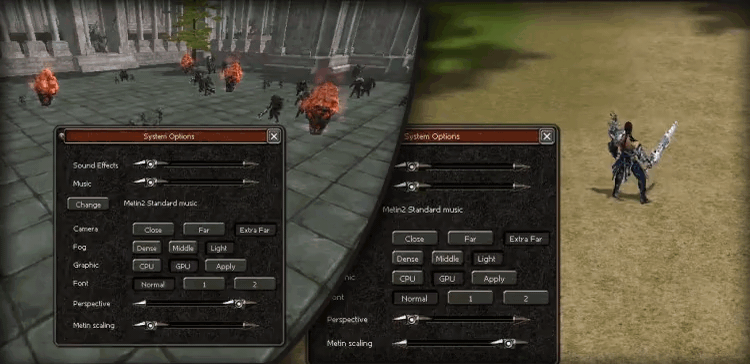 System Options
Sound Effects
Music
Change Metin2 Standard music
Camera Close Far Extra Far
Fog Dense Middle Light
Graphic CPU GPU Apply
Font Normal 1 2
Perspective
Metin scaling
System Options
Metin2 Standard music
Close Far Extra Far
Dense Middle Light
hic CPU GPU Apply
ont Normal 1 2
Perspective
Metin scaling